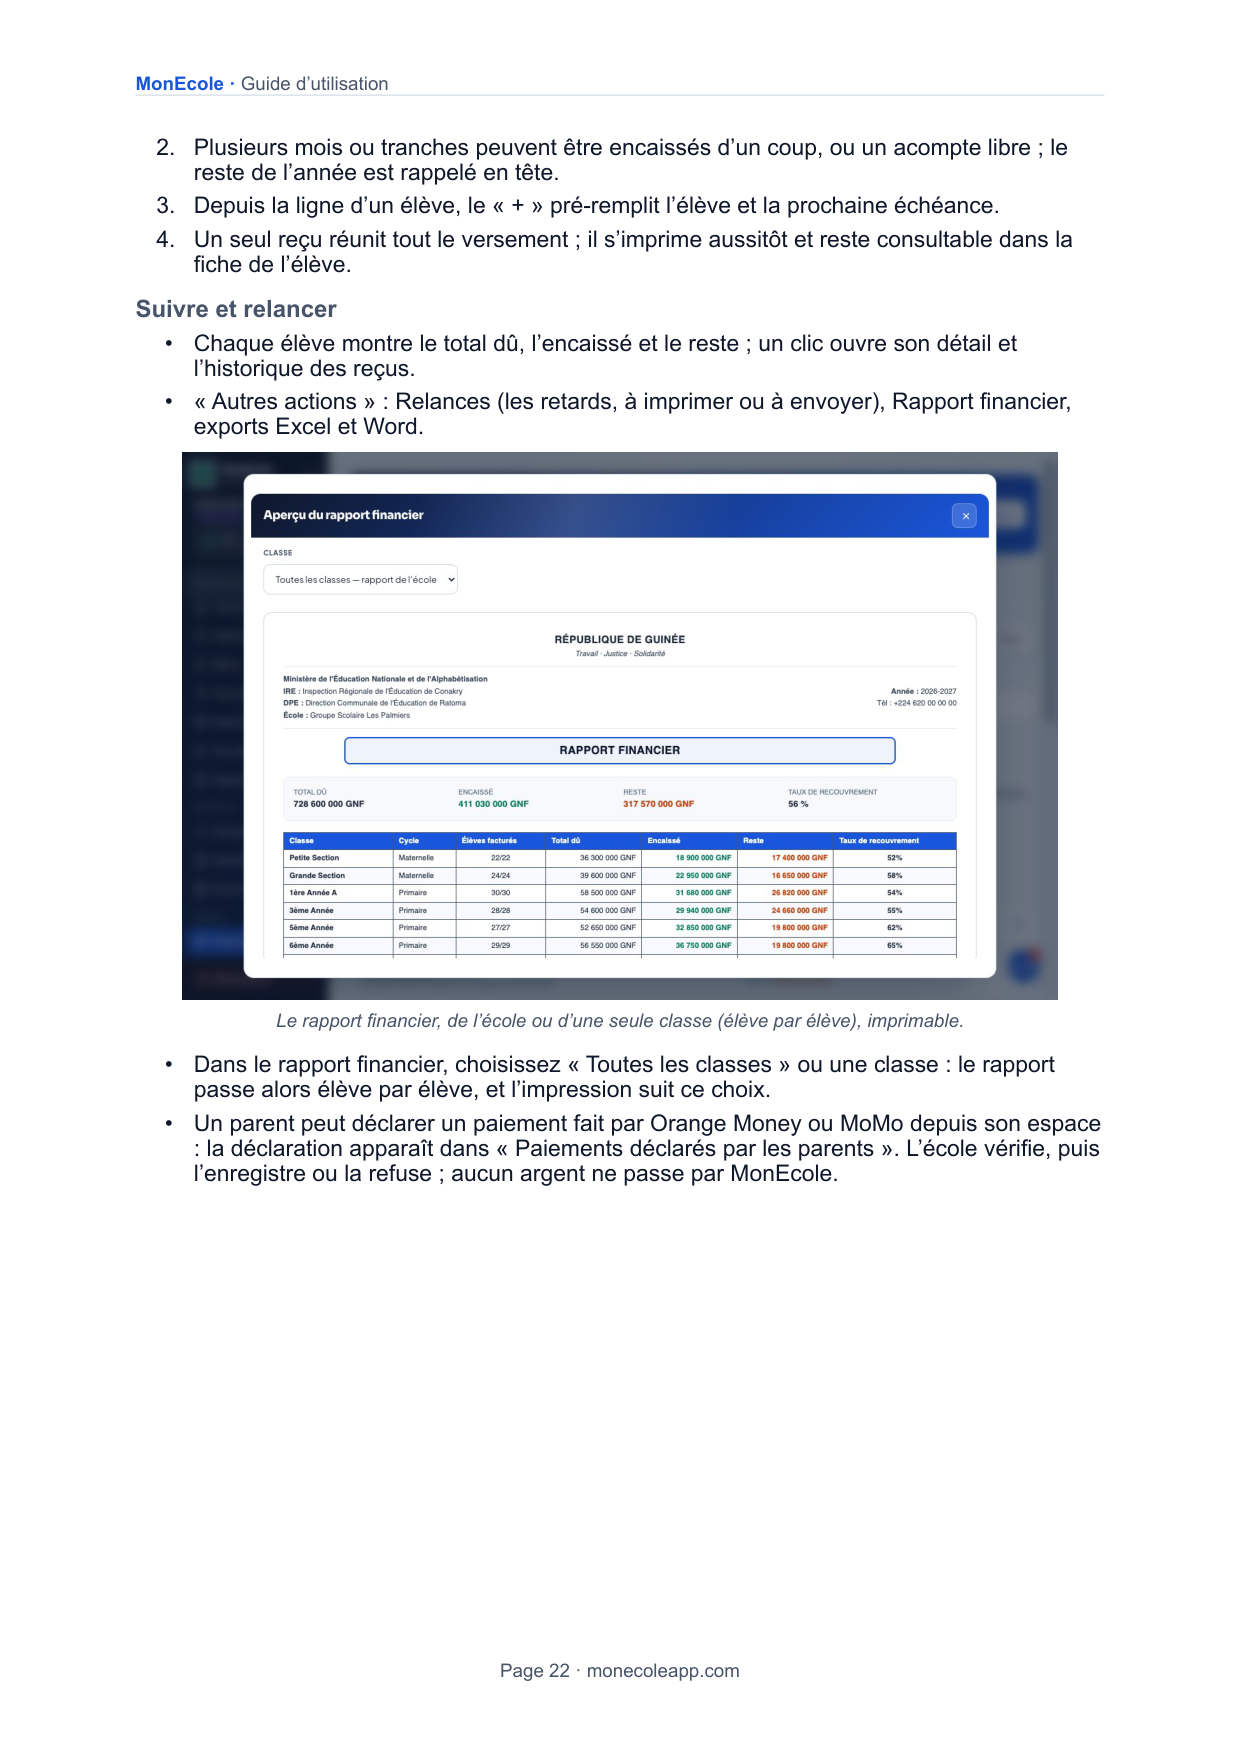 MonEcole · Guide d’utilisation
2. Plusieurs mois ou tranches peuvent être encaissés d’un coup, ou un acompte libre ; le
reste de l’année est rappelé en tête.
3. Depuis la ligne d’un élève, le « + » pré-remplit l’élève et la prochaine échéance.
4. Un seul reçu réunit tout le versement ; il s’imprime aussitôt et reste consultable dans la
fiche de l’élève.
Suivre et relancer
• Chaque élève montre le total dû, l’encaissé et le reste ; un clic ouvre son détail et
l’historique des reçus.
• « Autres actions » : Relances (les retards, à imprimer ou à envoyer), Rapport financier,
exports Excel et Word.
Aperçu du rapport financier
CLASSE
Toutes les classes — rapport de l’école
RÉPUBLIQUE DE GUINÉE
Travail · Justice · Solidarité
Ministère de l’Éducation Nationale et de l’Alphabétisation
IRE : Inspection Régionale de l’Éducation de Conakry Année : 2026-2027
DPE : Direction Communale de l’Éducation de Ratoma Tél : +224 620 00 00 00
École : Groupe Scolaire Les Palmiers
RAPPORT FINANCIER
TOTAL DÛ ENCAISSÉ RESTE TAUX DE RECOUVREMENT
728 600 000 GNF 411 030 000 GNF 317 570 000 GNF 56 %
Classe Cycle Élèves facturés Total dû Encaissé Reste Taux de recouvrement
Petite Section Maternelle 22/22 36 300 000 GNF 18 900 000 GNF 17 400 000 GNF 52%
Grande Section Maternelle 24/24 39 600 000 GNF 22 950 000 GNF 16 650 000 GNF 58%
1ère Année A Primaire 30/30 58 500 000 GNF 31 680 000 GNF 26 820 000 GNF 54%
3ème Année Primaire 28/28 54 600 000 GNF 29 940 000 GNF 24 660 000 GNF 55%
5ème Année Primaire 27/27 52 650 000 GNF 32 850 000 GNF 19 800 000 GNF 62%
6ème Année Primaire 29/29 56 550 000 GNF 36 750 000 GNF 19 800 000 GNF 65%
Le rapport financier, de l’école ou d’une seule classe (élève par élève), imprimable.
• Dans le rapport financier, choisissez « Toutes les classes » ou une classe : le rapport
passe alors élève par élève, et l’impression suit ce choix.
• Un parent peut déclarer un paiement fait par Orange Money ou MoMo depuis son espace
: la déclaration apparaît dans « Paiements déclarés par les parents ». L’école vérifie, puis
l’enregistre ou la refuse ; aucun argent ne passe par MonEcole.
Page 22 · monecoleapp.com